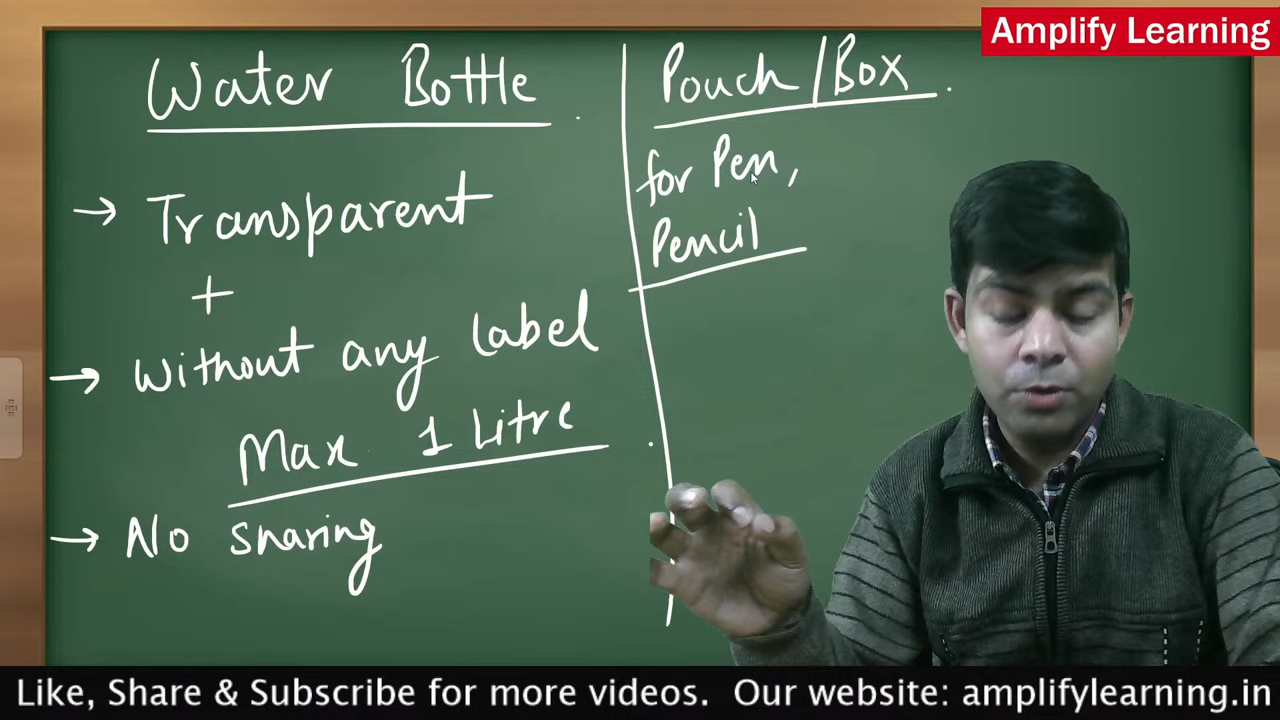 Amplify Learning
Water Bottle
→ Transparent
+
→ Without any label
Max 1 Litre
→ No sharing
Pouch/Box
for Pen,
Pencil
Like, Share & Subscribe for more videos. Our website: amplifylearning.in